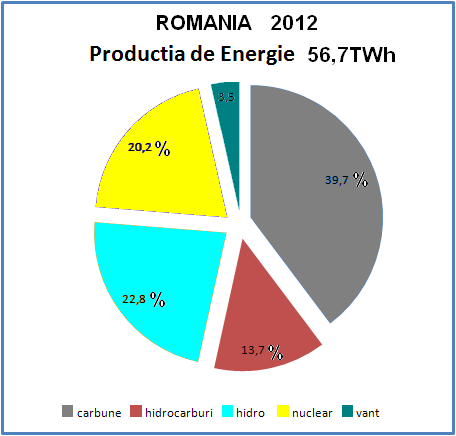 ROMANIA 2012
Productia de Energie 56,7TWh
3,5
20,2 %
39,7 %
22,8 %
13,7 %
carbune hidrocarburi hidro nuclear vant